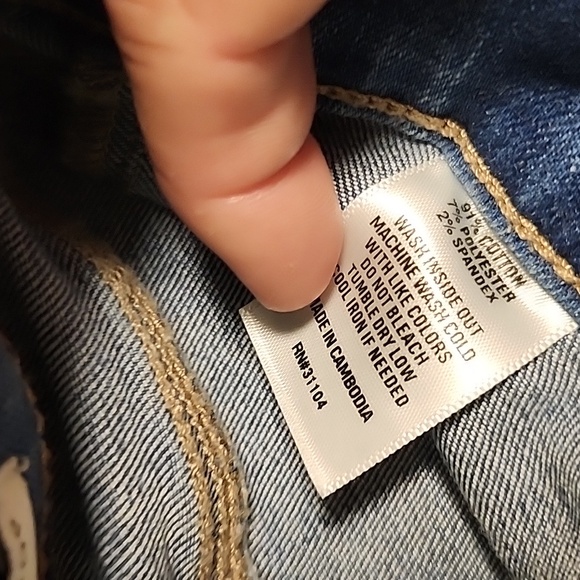 91% COTTON
7% POLYESTER
2% SPANDEX
WASH INSIDE OUT
MACHINE WASH COLD
WITH LIKE COLORS
DO NOT BLEACH
TUMBLE DRY LOW
COOL IRON IF NEEDED
MADE IN CAMBODIA
RN#31104